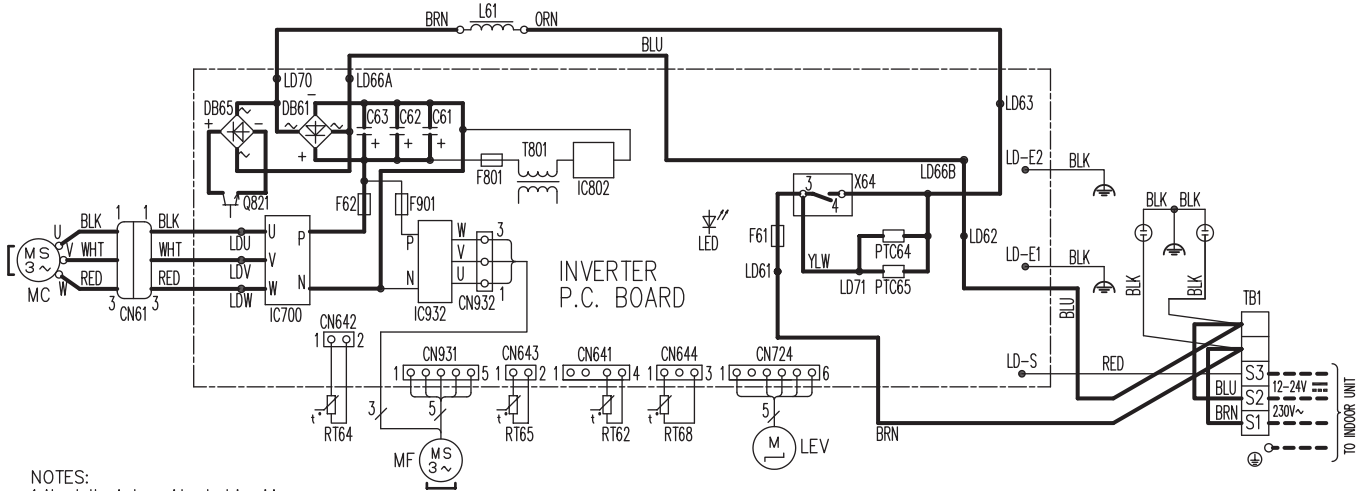 BRN L61 ORN
BLU
LD70 LD66A
DB65 DB61 C63 C62 C61
LD63
+ ~ - ~ - ~ + + + +
T801
F801 IC802
LD66B
LD-E2 BLK
3 X64
4
Q821 F62 F901
BLK BLK
U BLK 1 1 BLK LDU U P
P W 3
LED F61
PTC64
LD62
V WHT WHT LDV V
N V
YLW
LD-E1 BLK
MS
3~
W RED 3 3 RED LDW W N
U 1
LD61 LD71 PTC65
BLK BLK
MC CN61 IC700 IC932 CN932
INVERTER
P.C. BOARD
BLU TB1
CN642
1 2
CN931 CN643 CN641 CN644 CN724
1 5 1 2 1 4 1 3 1 6
LD-S RED
S3 12-24V
BLU S2
BRN S1 230V~
TO INDOOR UNIT
t° RT64 3 5 t° RT65 t° RT62 t° RT68 5
BRN
MF MS
3~
M LEV
NOTES: